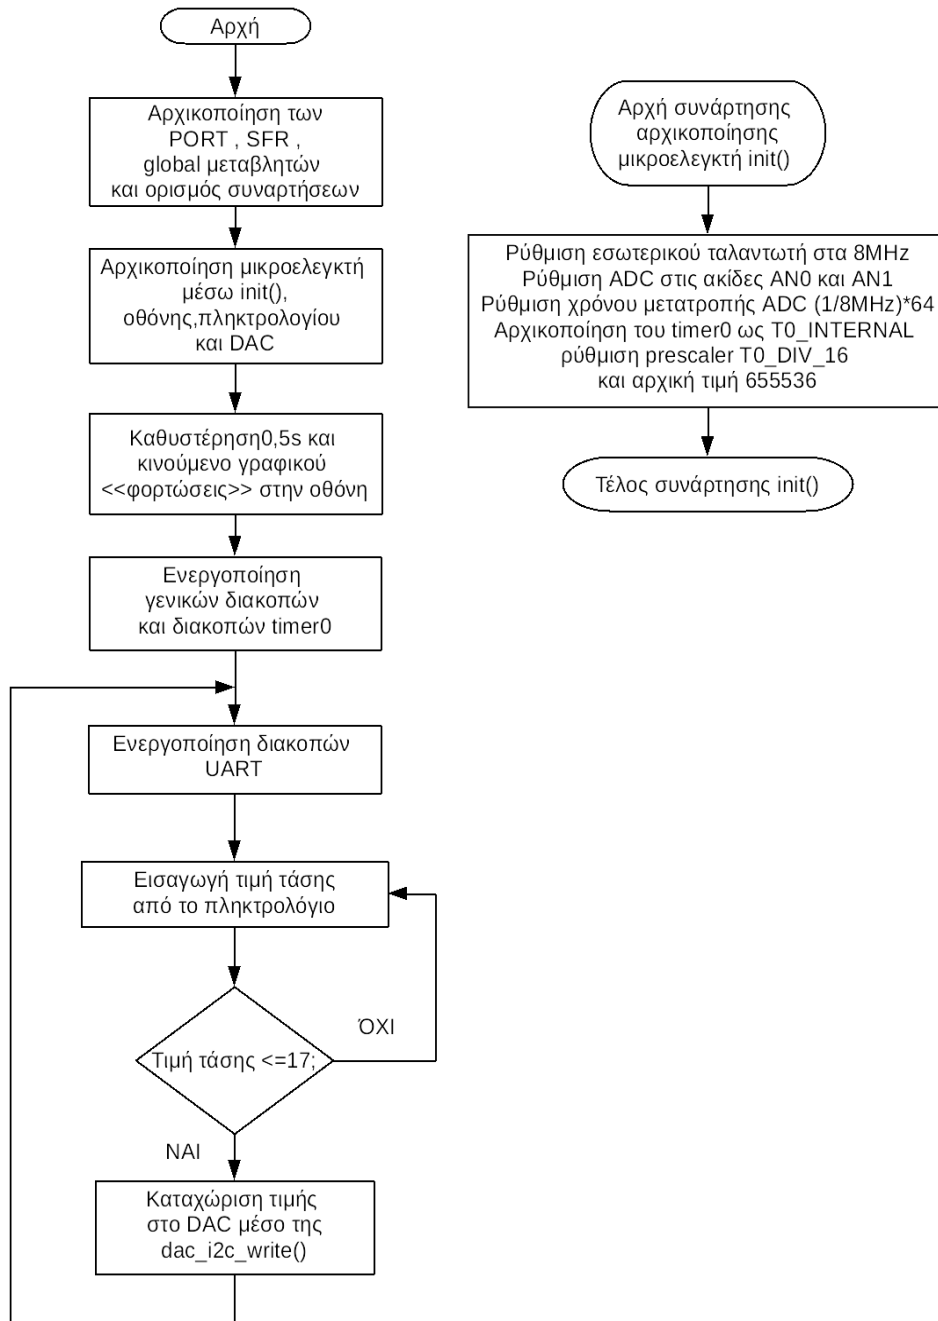 Αρχή
Αρχικοποίηση των
PORT , SFR ,
global μεταβλητών
και ορισμός συναρτήσεων
Αρχικοποίηση μικροελεγκτή
μέσω init(),
οθόνης,πληκτρολογίου
και DAC
Καθυστέρηση0,5s και
κινούμενο γραφικού
<<φορτώσεις>> στην οθόνη
Ενεργοποίηση
γενικών διακοπών
και διακοπών timer0
Ενεργοποίηση διακοπών
UART
Εισαγωγή τιμή τάσης
από το πληκτρολόγιο
Τιμή τάσης <=17;
ΌΧΙ
ΝΑΙ
Καταχώριση τιμής
στο DAC μέσο της
dac_i2c_write()
Αρχή συνάρτησης
αρχικοποίησης
μικροελεγκτή init()
Ρύθμιση εσωτερικού ταλαντωτή στα 8MHz
Ρύθμιση ADC στις ακίδες AN0 και AN1
Ρύθμιση χρόνου μετατροπής ADC (1/8MHz)*64
Αρχικοποίηση του timer0 ως T0_INTERNAL
ρύθμιση prescaler T0_DIV_16
και αρχική τιμή 655536
Τέλος συνάρτησης init()